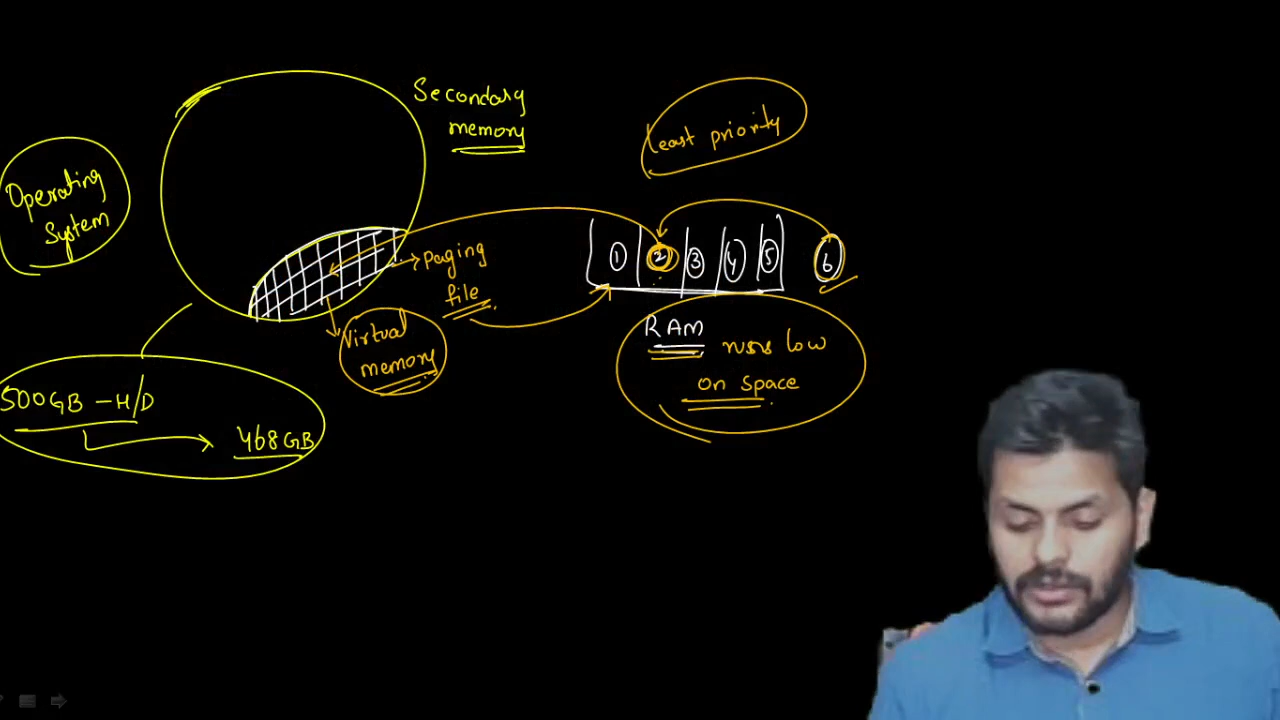 Secondary
memory
Operating
System
least priority
1 2 3 4 5 6
paging
file
Virtual
memory
RAM runs low
on space
500GB - H/D
468GB